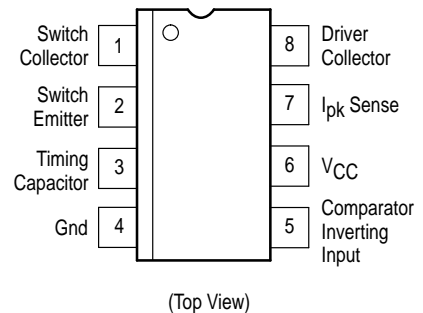 Switch
Collector
1
8
Driver
Collector
Switch
Emitter
2
7
Ipk Sense
Timing
Capacitor
3
6
VCC
Gnd
4
5
Comparator
Inverting
Input
(Top View)